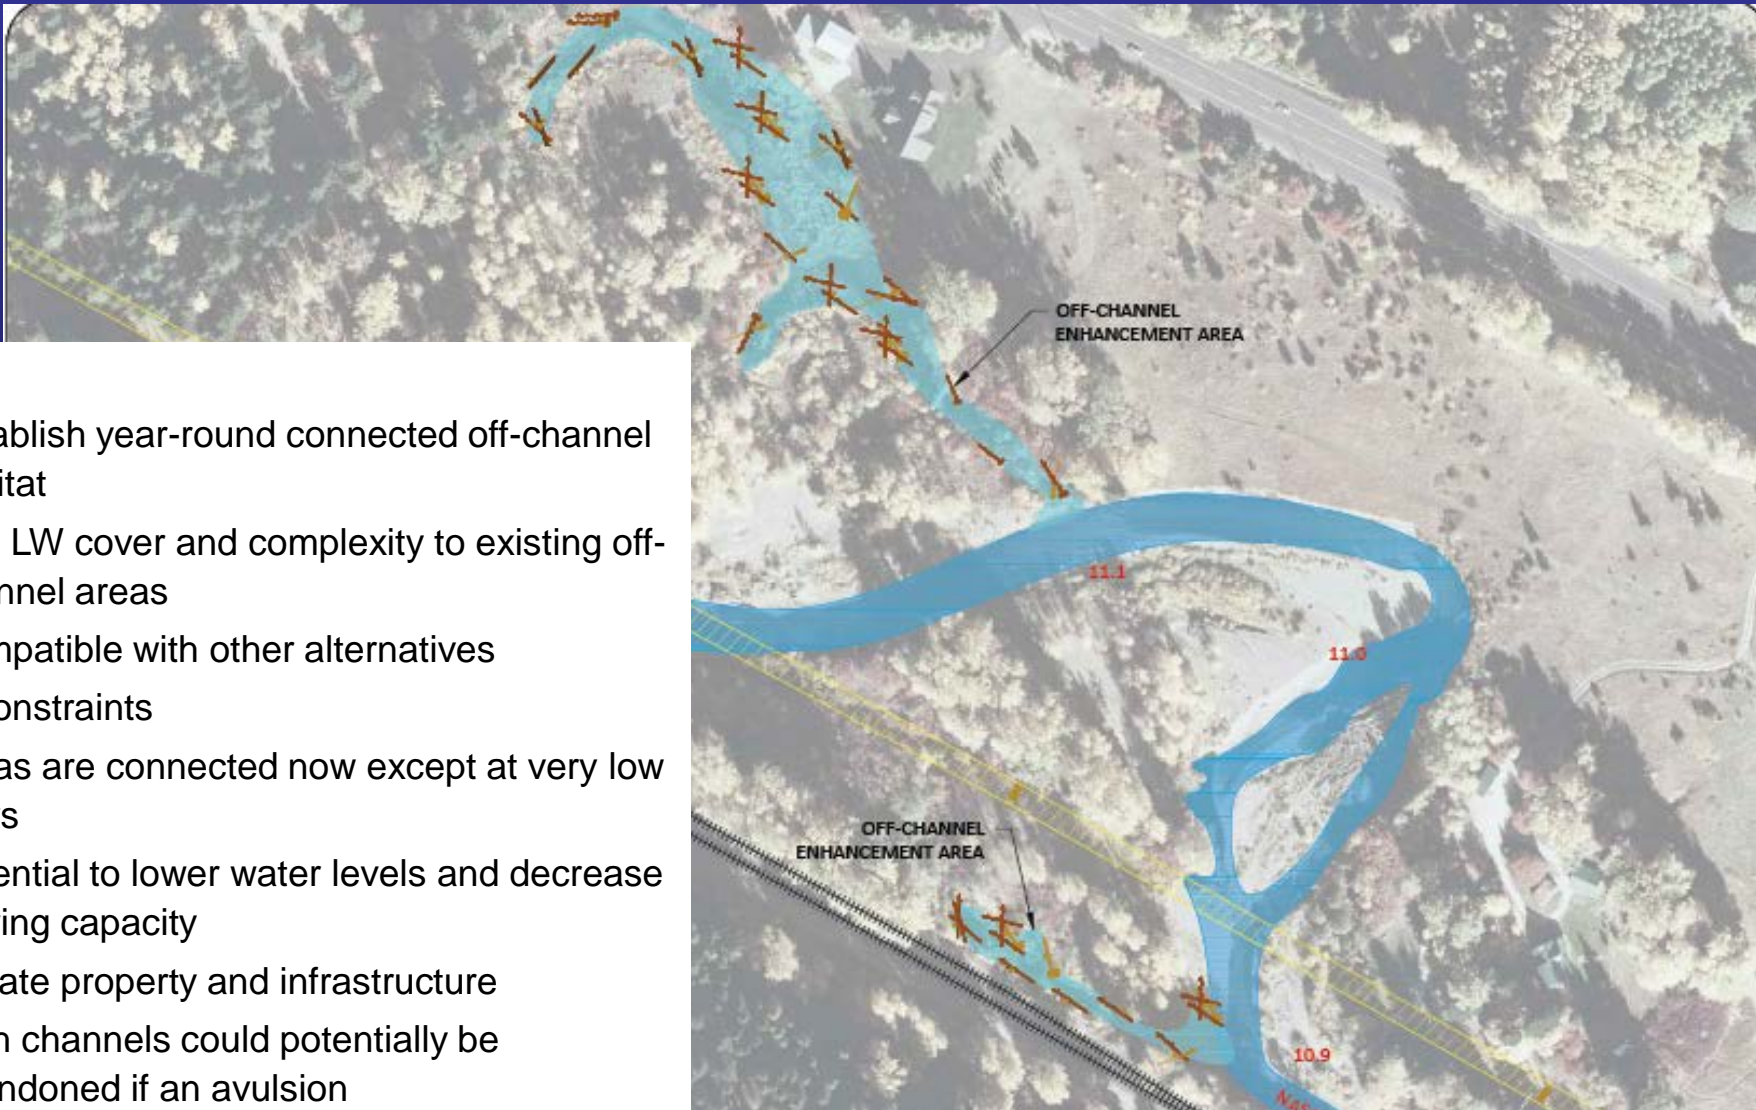 ablish year-round connected off-channel
itat
LW cover and complexity to existing off-
nnel areas
mpatible with other alternatives
onstraints
as are connected now except at very low
s
ential to lower water levels and decrease
ring capacity
ate property and infrastructure
h channels could potentially be
ndoned if an avulsion
OFF-CHANNEL
ENHANCEMENT AREA
11.1
11.0
OFF-CHANNEL
ENHANCEMENT AREA
10.9
NAS